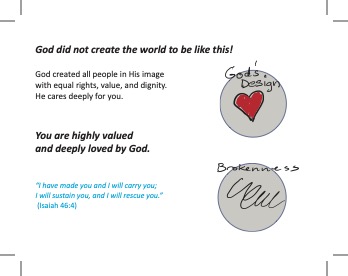 God did not create the world to be like this!
God's
Design
God created all people in His image
with equal rights, value, and dignity.
He cares deeply for you.
You are highly valued
and deeply loved by God.
Brokenness
"I have made you and I will carry you;
I will sustain you, and I will rescue you."
(Isaiah 46:4)